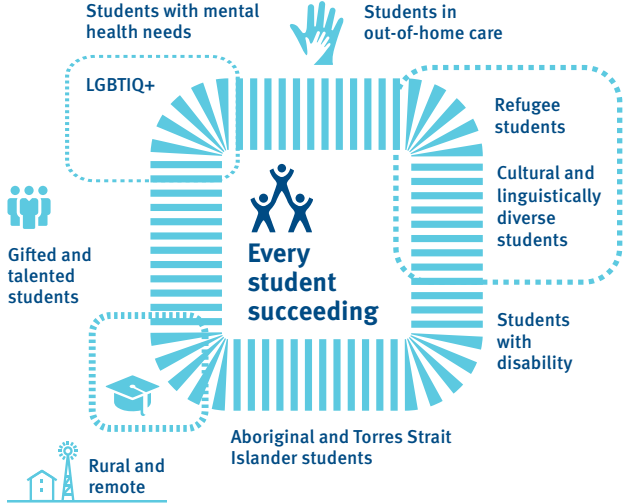 Students with mental
health needs
Students in
out-of-home care
LGBTIQ+
Refugee
students
Cultural and
linguistically
diverse
students
Gifted and
talented
students
Every
student
succeeding
Students
with
disability
Aboriginal and Torres Strait
Islander students
Rural and
remote